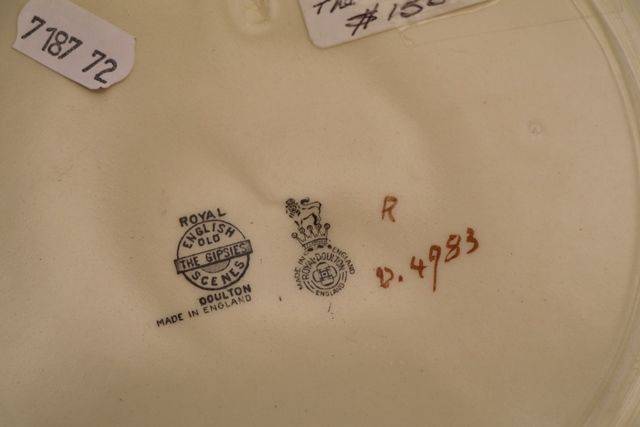 7187 72
#15
ROYAL
ENGLISH
OLD
THE GIPSIES
SCENES
DOULTON
MADE IN ENGLAND
MADE IN ENGLAND
ROYAL DOULTON
ENGLAND
R
D.4983